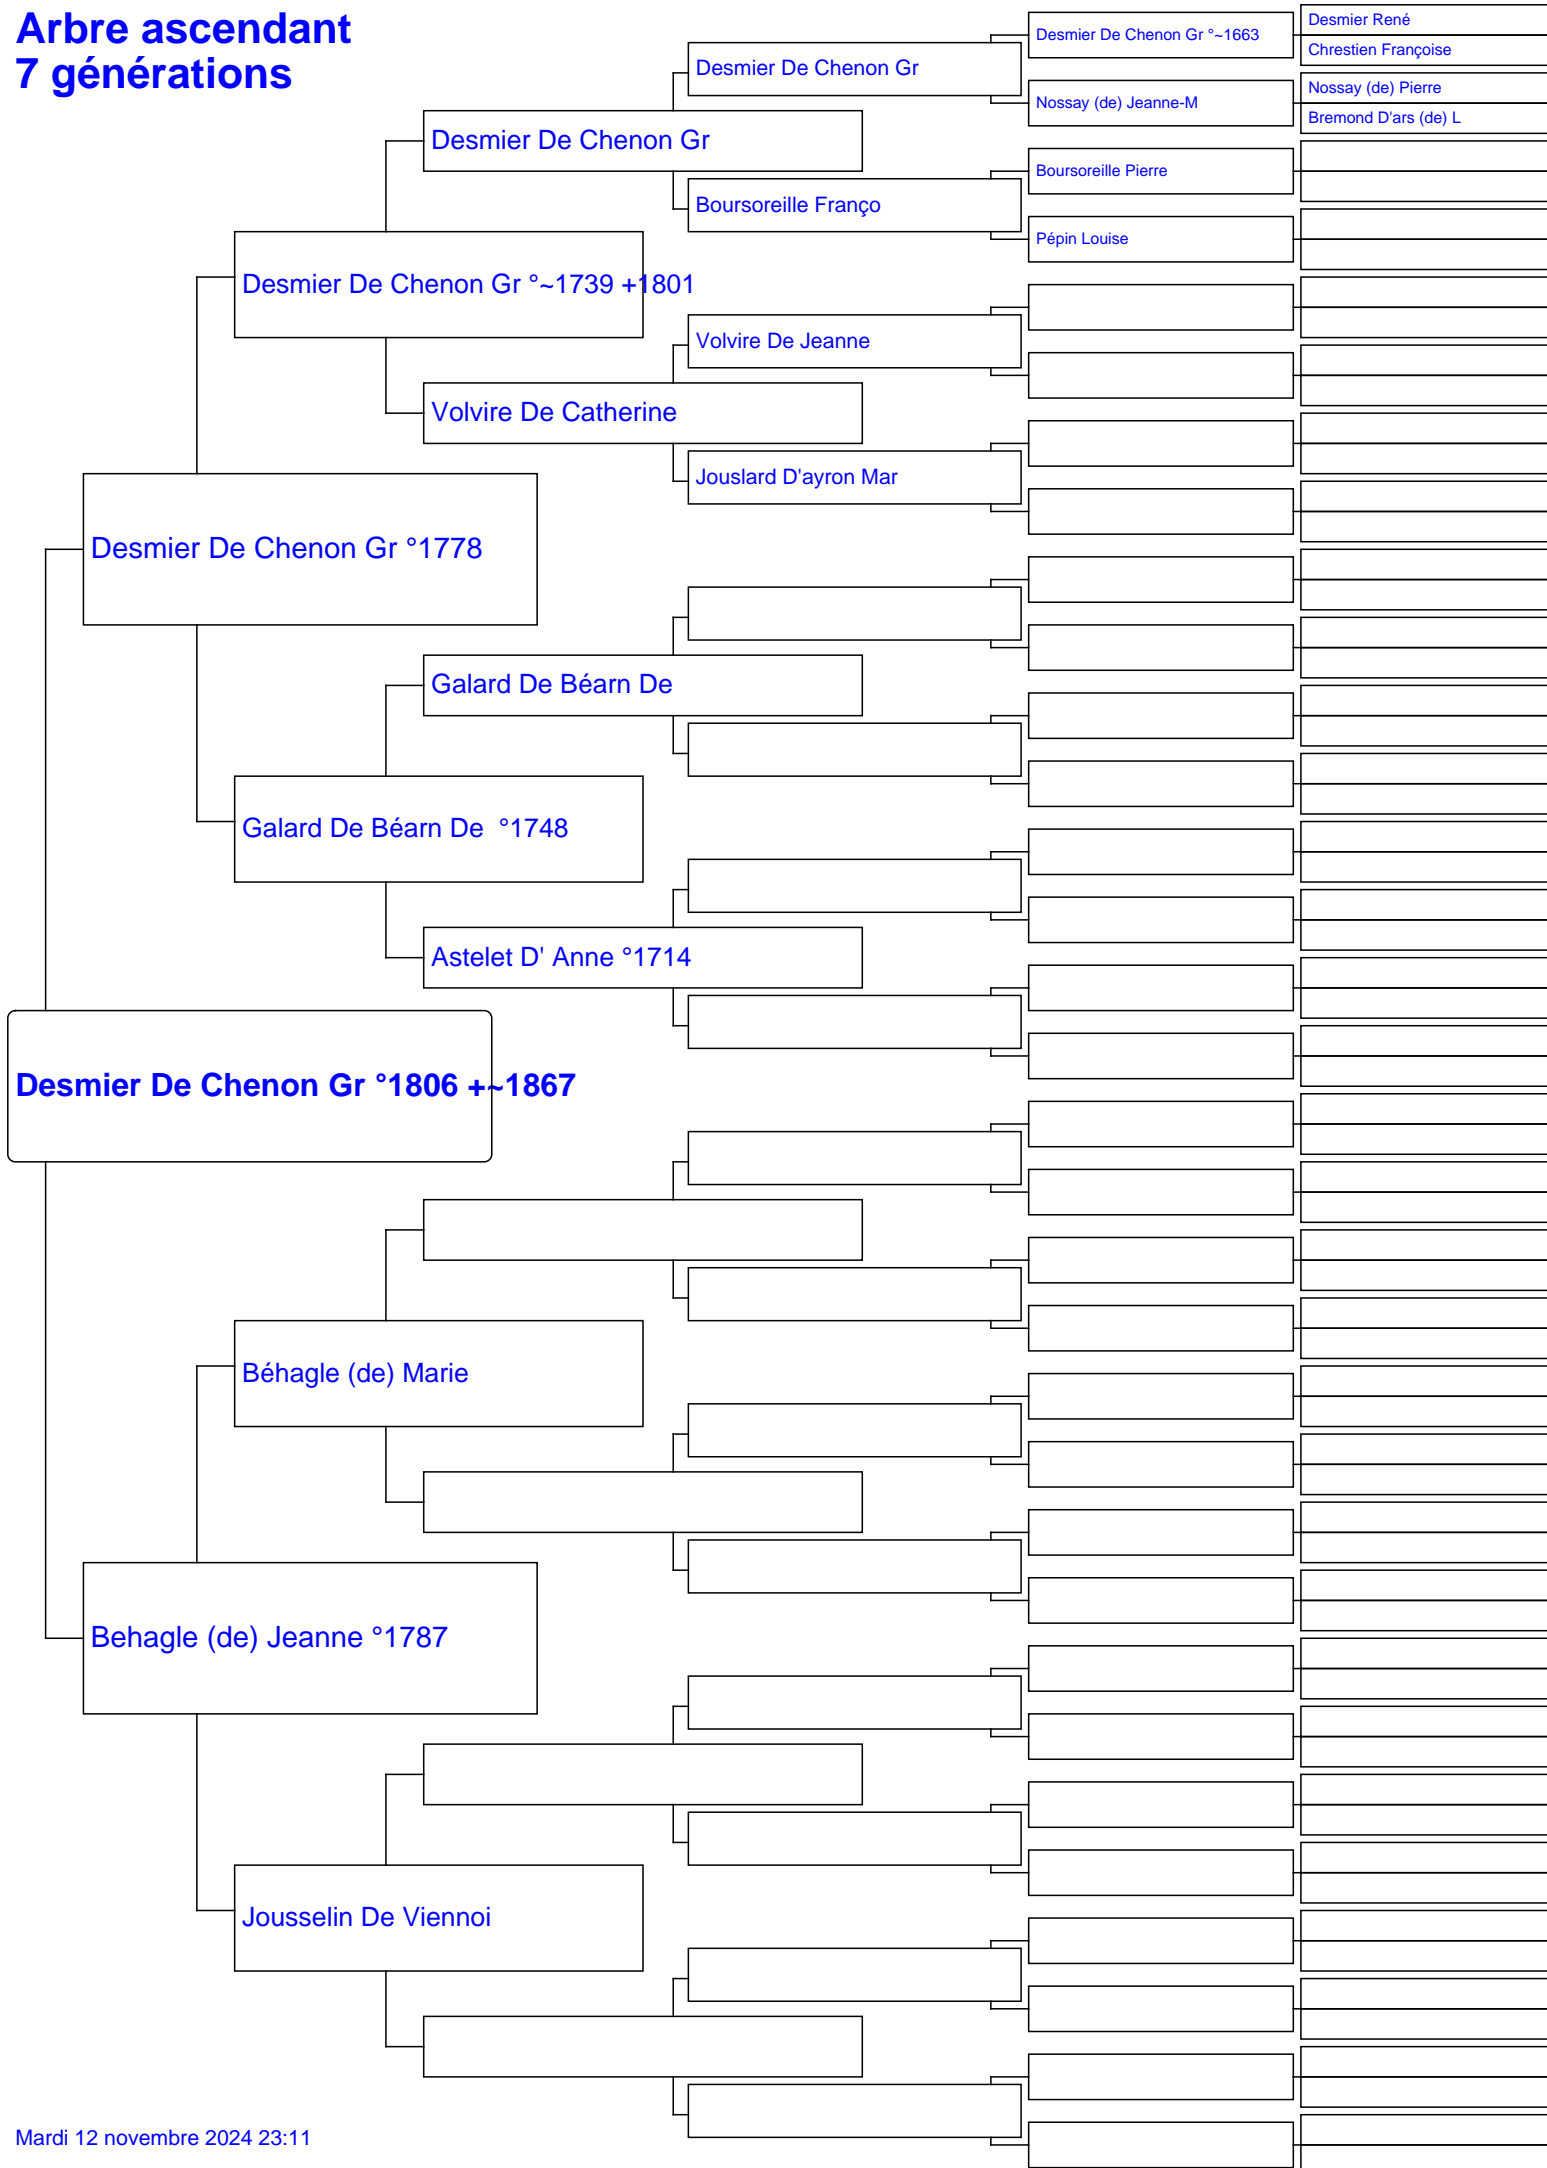 Arbre ascendant
7 générations
Desmier De Chenon Gr °~1663
Desmier René
Chrestien Françoise
Desmier De Chenon Gr
Nossay (de) Jeanne-M
Nossay (de) Pierre
Bremond D'ars (de) L
Desmier De Chenon Gr
Boursoreille Pierre
Boursoreille Franço
Pépin Louise
Desmier De Chenon Gr °~1739 +1801
Volvire De Jeanne
Volvire De Catherine
Jouslard D'ayron Mar
Desmier De Chenon Gr °1778
Galard De Béarn De
Galard De Béarn De  °1748
Astelet D' Anne °1714
Desmier De Chenon Gr °1806 +~1867
Béhagle (de) Marie
Behagle (de) Jeanne °1787
Jousselin De Viennoi
Mardi 12 novembre 2024 23:11